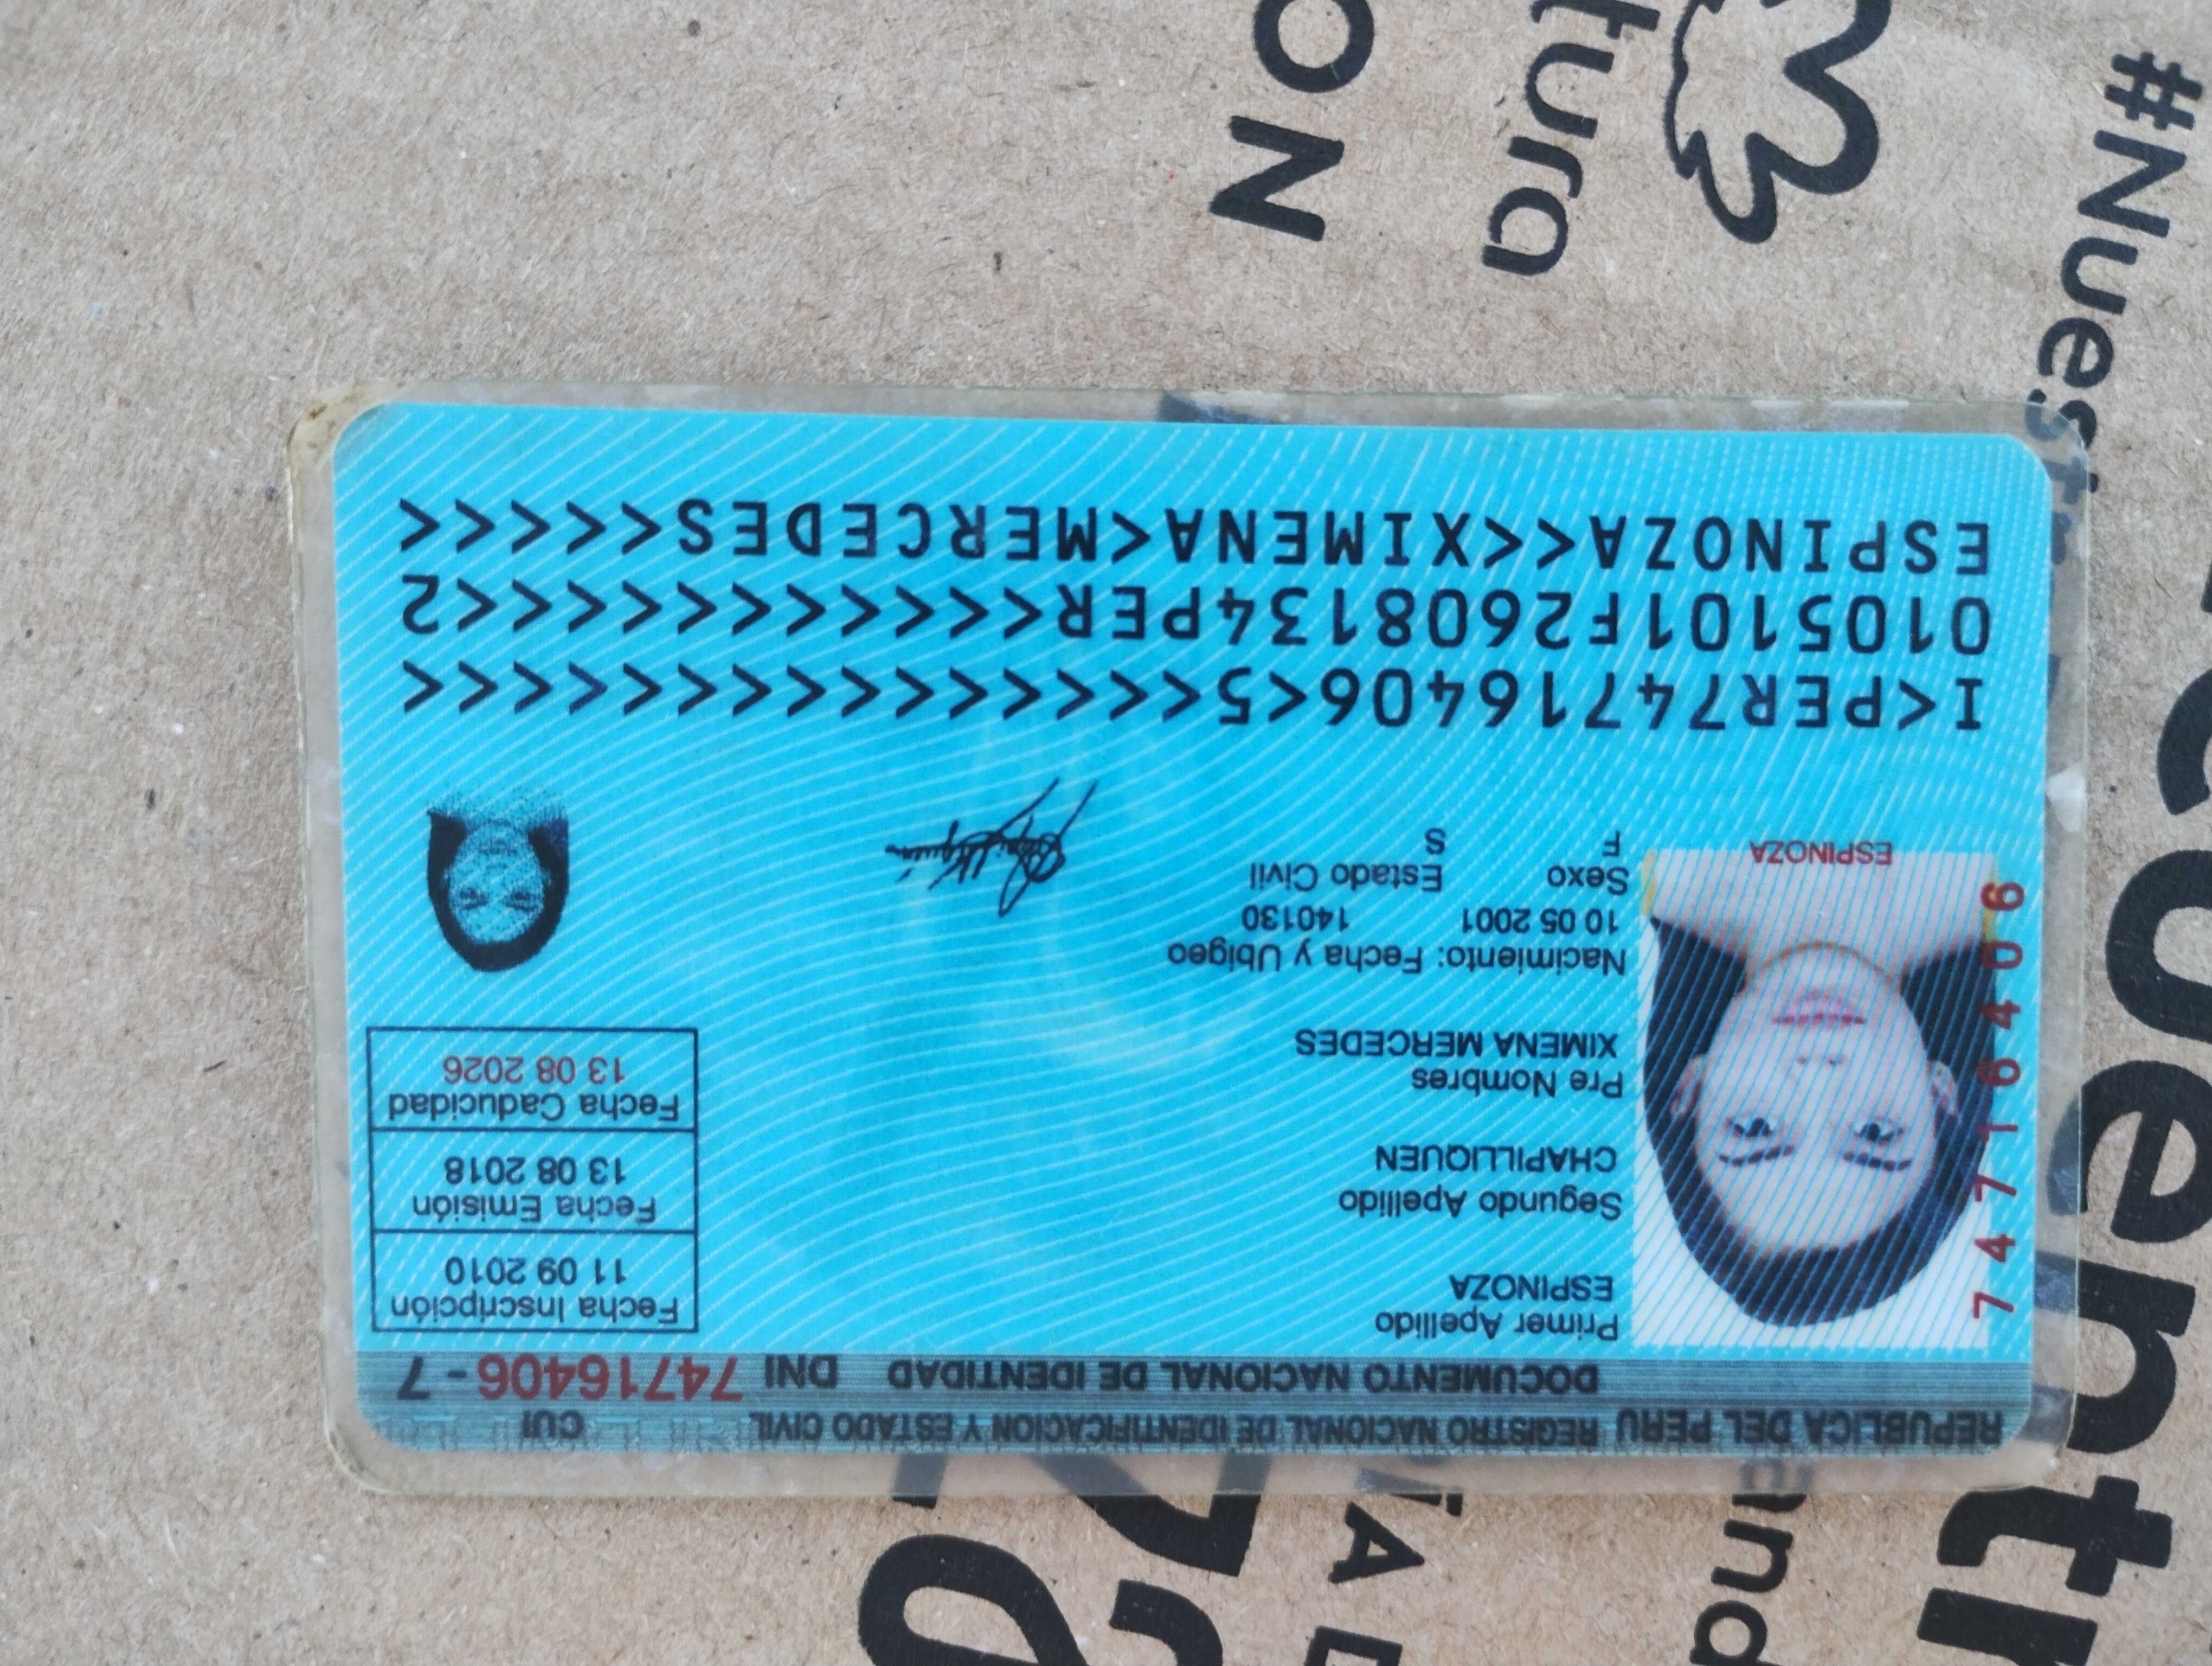 REPUBLICA DEL PERU REGISTRO NACIONAL DE IDENTIFICACION Y ESTADO CIVIL CUI
DOCUMENTO NACIONAL DE IDENTIDAD DNI 74716406 - 7
Primer Apellido
ESPINOZA
Segundo Apellido
CHAPILLIQUEN
Pre Nombres
XIMENA MERCEDES
Nacimiento: Fecha y Ubigeo
10 05 2001 140130
Sexo Estado Civil
F S
Fecha Inscripción
11 09 2010
Fecha Emisión
13 08 2018
Fecha Caducidad
13 08 2026
74716406
ESPINOZA
I<PER74716406<5<<<<<<<<<<<<<<<
0105101F2608134PER<<<<<<<<<<<2
ESPINOZA<<XIMENA<MERCEDES<<<<<
ON
tura
#Nuest